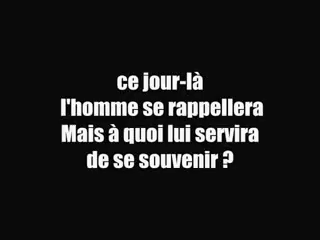 ce jour-là
l'homme se rappellera
Mais à quoi lui servira
de se souvenir ?